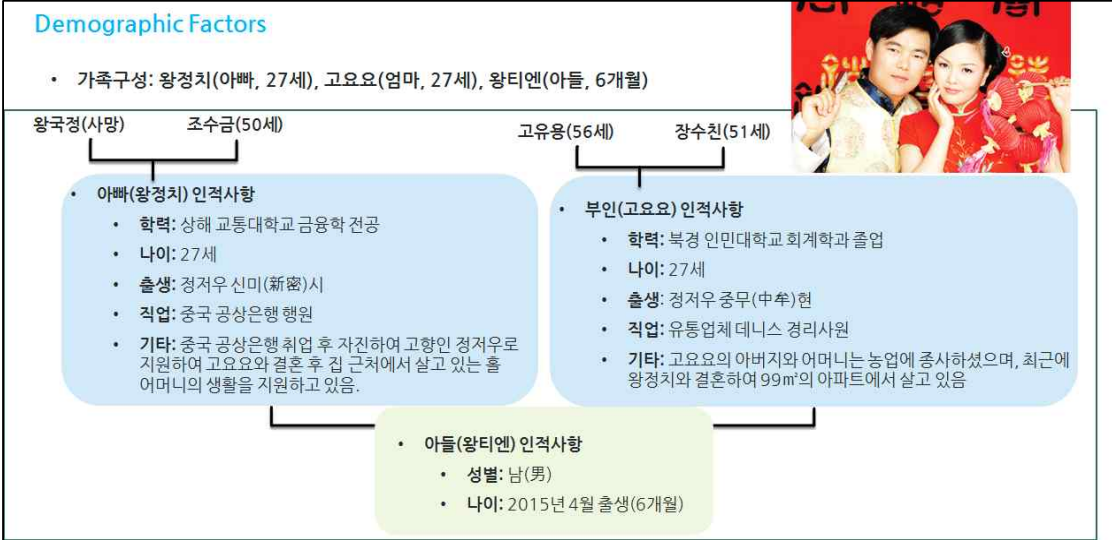 Demographic Factors
• 가족구성: 왕정치(아빠, 27세), 고요요(엄마, 27세), 왕티엔(아들, 6개월)
왕국정(사망) 조수금(50세) 고유용(56세) 장수친(51세)
• 아빠(왕정치) 인적사항
• 학력: 상해 교통대학교 금융학 전공
• 나이: 27세
• 출생: 정저우 신미(新密)시
• 직업: 중국 공상은행 행원
• 기타: 중국 공상은행 취업 후 자진하여 고향인 정저우로
지원하여 고요요와 결혼 후 집 근처에서 살고 있는 홀
어머니의 생활을 지원하고 있음.
• 부인(고요요) 인적사항
• 학력: 북경 인민대학교 회계학과 졸업
• 나이: 27세
• 출생: 정저우 중무(中牟)현
• 직업: 유통업체 데니스 경리사원
• 기타: 고요요의 아버지와 어머니는 농업에 종사하셨으며, 최근에
왕정치와 결혼하여 99㎡의 아파트에서 살고 있음
• 아들(왕티엔) 인적사항
• 성별: 남(男)
• 나이: 2015년 4월 출생(6개월)